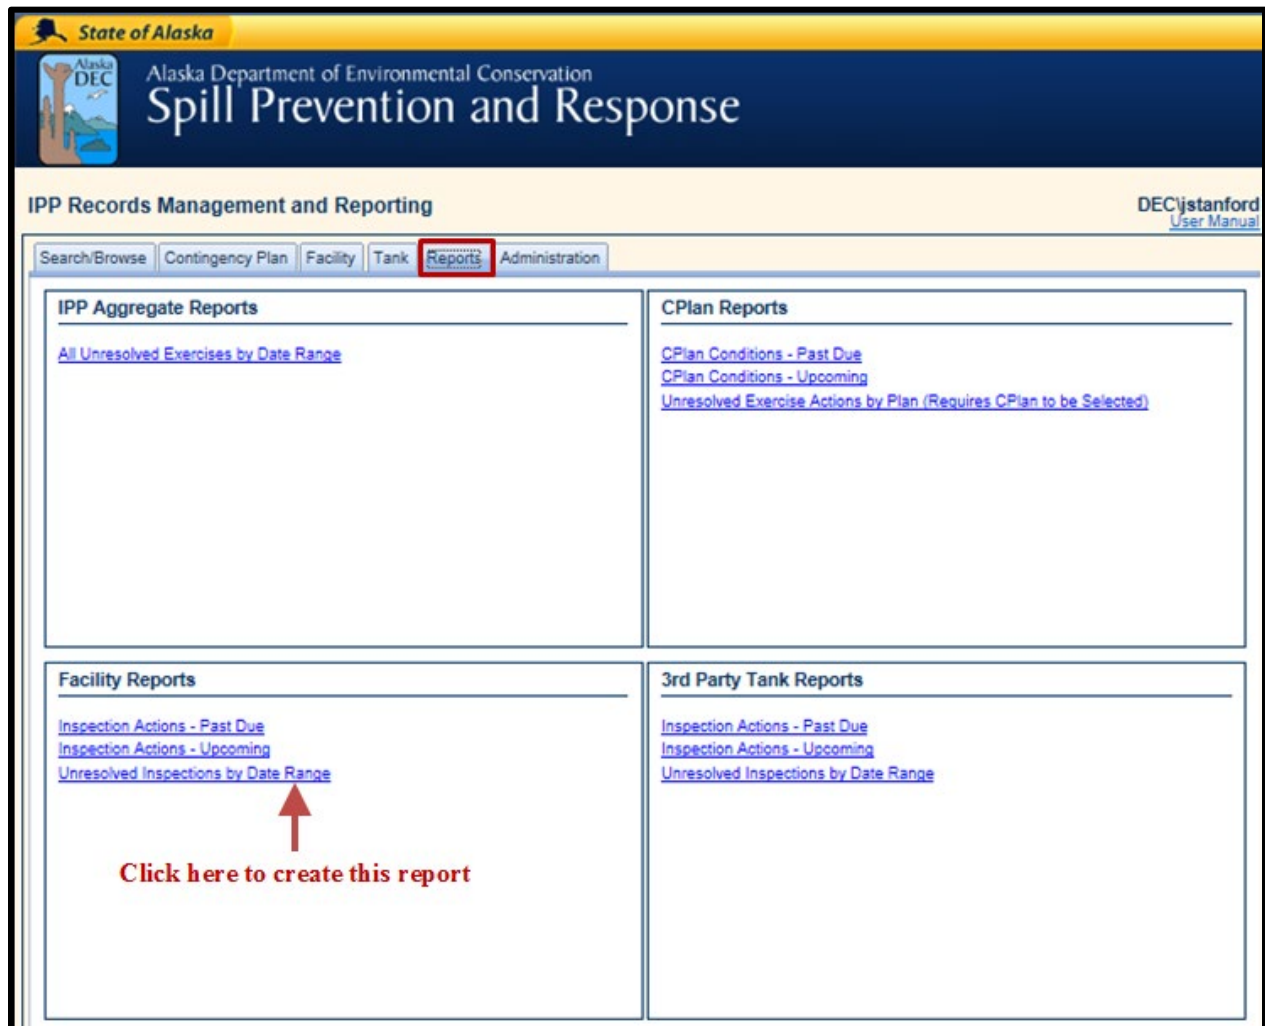 State of Alaska
Alaska
DEC
Alaska Department of Environmental Conservation
Spill Prevention and Response
IPP Records Management and Reporting
DEC\jstanford
User Manual
Search/Browse Contingency Plan Facility Tank Reports Administration
IPP Aggregate Reports
All Unresolved Exercises by Date Range
CPlan Reports
CPlan Conditions - Past Due
CPlan Conditions - Upcoming
Unresolved Exercise Actions by Plan (Requires CPlan to be Selected)
Facility Reports
Inspection Actions - Past Due
Inspection Actions - Upcoming
Unresolved Inspections by Date Range
Click here to create this report
3rd Party Tank Reports
Inspection Actions - Past Due
Inspection Actions - Upcoming
Unresolved Inspections by Date Range